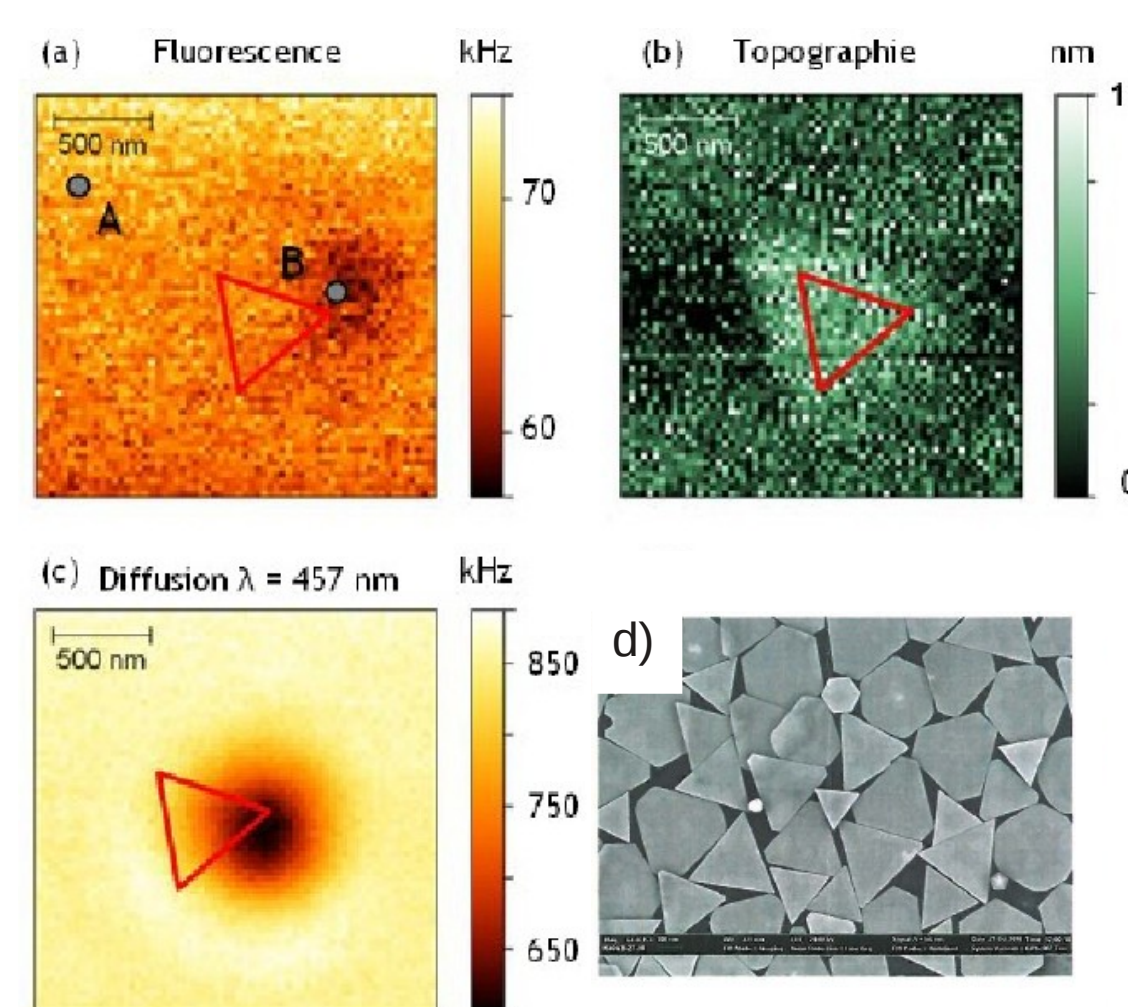 (a) Fluorescence kHz
500 nm
A
B
70
60
(b) Topographie nm
500 nm
1
0
(c) Diffusion λ = 457 nm kHz
500 nm
850
750
650
d)